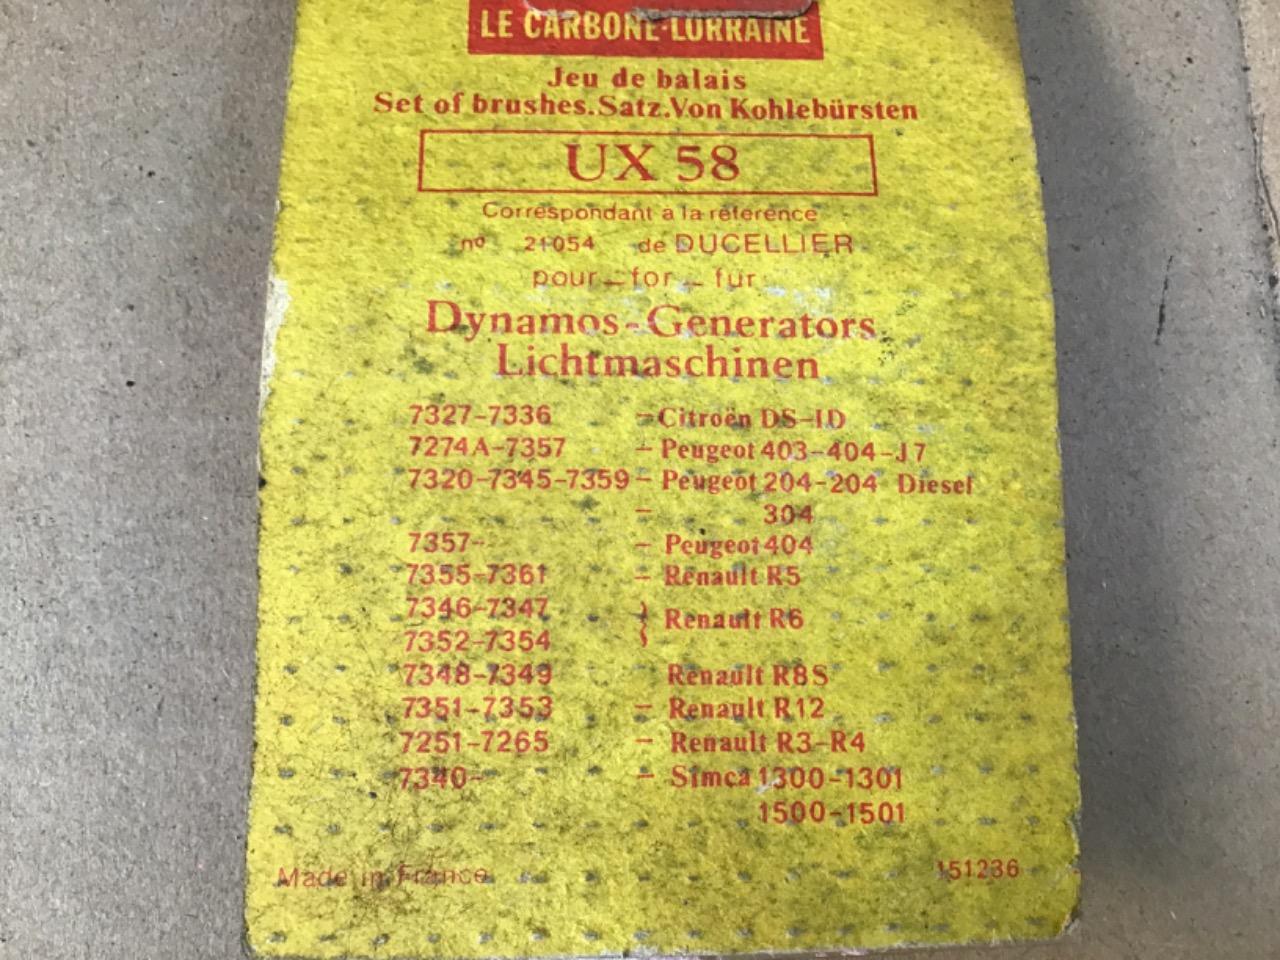 LE CARBONE-LORRAINE
Jeu de balais
Set of brushes.Satz.Von Kohlebürsten
UX 58
Correspondant a la réference
nº 21054 de DUCELLIER
pour - for - fur
Dynamos-Generators
Lichtmaschinen
7327-7336 - Citroën DS-ID
7274A-7357 - Peugeot 403-404-J7
7320-7345-7359 - Peugeot 204-204 Diesel
- 304
7357- - Peugeot 404
7355-7361 - Renault R5
7346-7347 } Renault R6
7352-7354
7348-7349 Renault R8S
7351-7353 - Renault R12
7251-7265 - Renault R3-R4
7340- - Simca 1300-1301
1500-1501
Made in France 151236